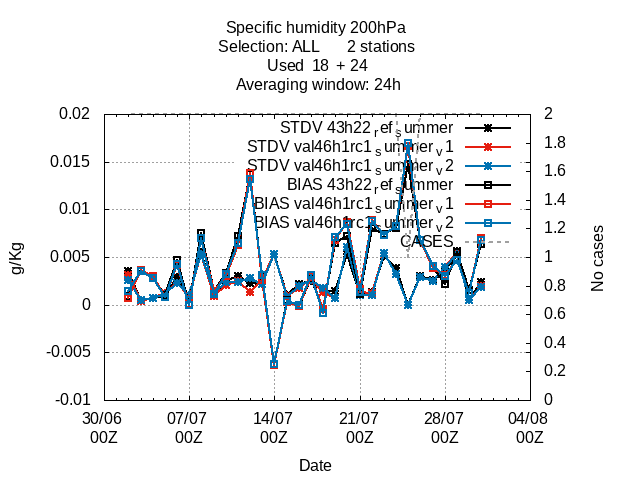 Specific humidity 200hPa
Selection: ALL 2 stations
Used 18 + 24
Averaging window: 24h
0.02
0.015
0.01
0.005
0
-0.005
-0.01
g/Kg
2
1.8
1.6
1.4
1.2
1
0.8
0.6
0.4
0.2
0
No cases
STDV 43h22_ref_summer
STDV val46h1rc1_summer_v1
STDV val46h1rc1_summer_v2
BIAS 43h22_ref_summer
BIAS val46h1rc1_summer_v1
BIAS val46h1rc1_summer_v2
CASES
30/06 07/07 14/07 21/07 28/07 04/08
00Z 00Z 00Z 00Z 00Z 00Z
Date